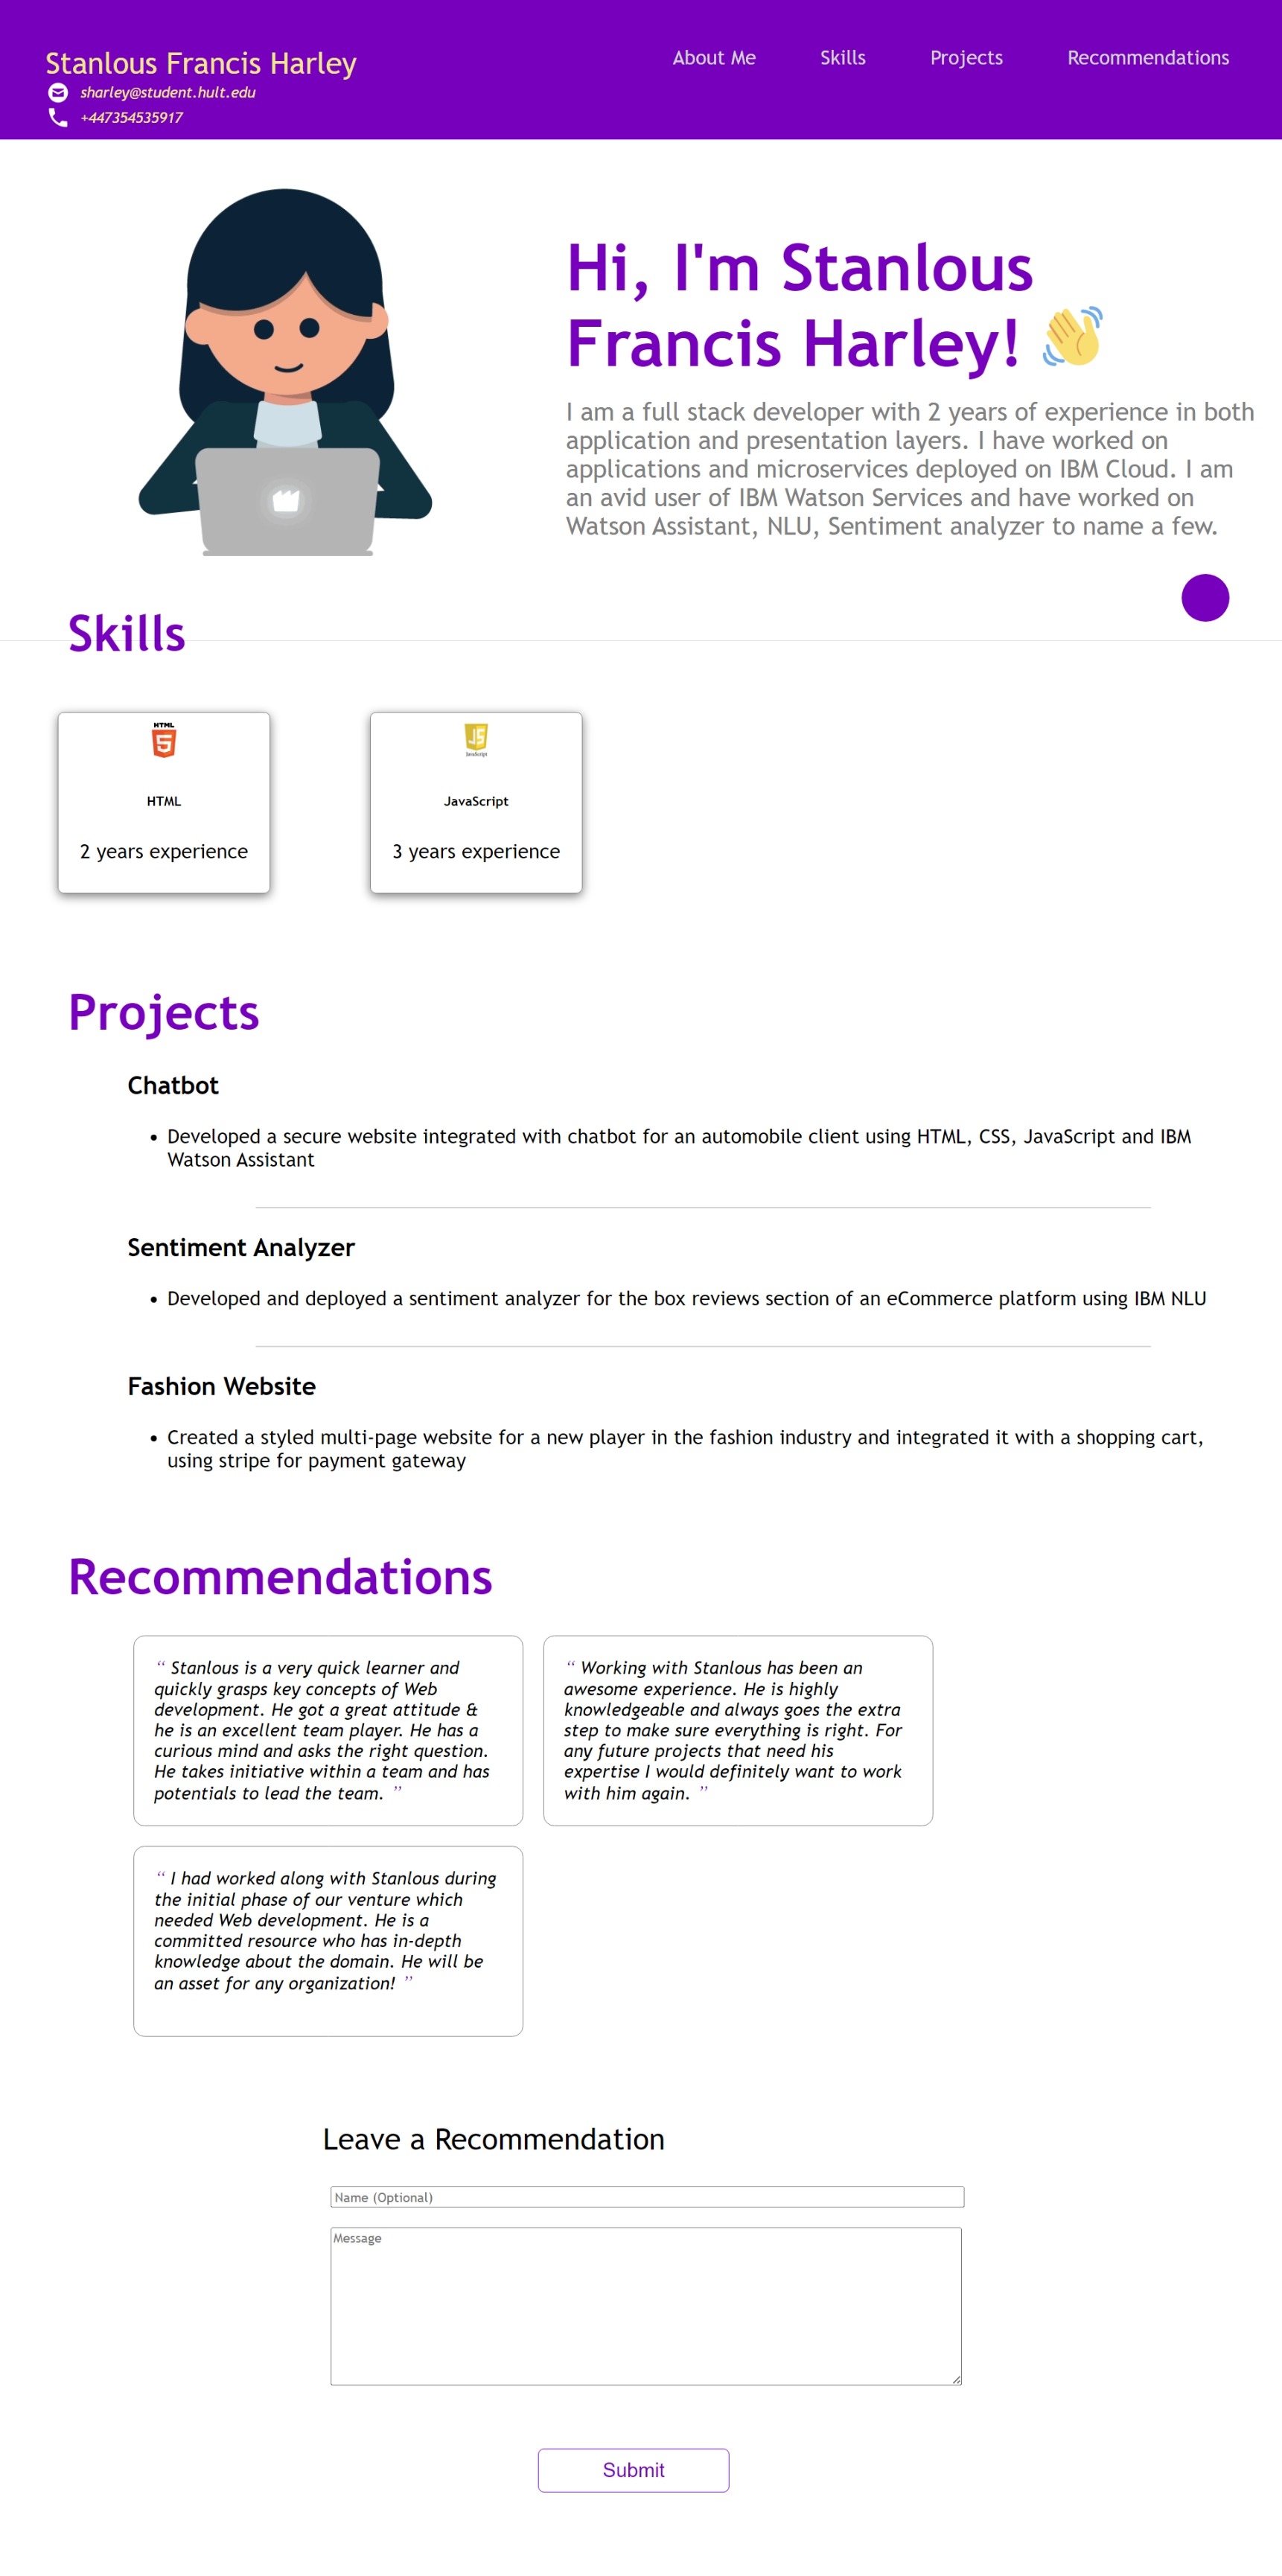 Stanlous Francis Harley
sharley@student.hult.edu
+447354535917
About Me
Skills
Projects
Recommendations
Hi, I'm Stanlous
Francis Harley! 👋
I am a full stack developer with 2 years of experience in both
application and presentation layers. I have worked on
applications and microservices deployed on IBM Cloud. I am
an avid user of IBM Watson Services and have worked on
Watson Assistant, NLU, Sentiment analyzer to name a few.
Skills
HTML
5
HTML
2 years experience
JS
JavaScript
JavaScript
3 years experience
Projects
Chatbot
• Developed a secure website integrated with chatbot for an automobile client using HTML, CSS, JavaScript and IBM
Watson Assistant
Sentiment Analyzer
• Developed and deployed a sentiment analyzer for the box reviews section of an eCommerce platform using IBM NLU
Fashion Website
• Created a styled multi-page website for a new player in the fashion industry and integrated it with a shopping cart,
using stripe for payment gateway
Recommendations
“ Stanlous is a very quick learner and
quickly grasps key concepts of Web
development. He got a great attitude &
he is an excellent team player. He has a
curious mind and asks the right question.
He takes initiative within a team and has
potentials to lead the team. ”
“ Working with Stanlous has been an
awesome experience. He is highly
knowledgeable and always goes the extra
step to make sure everything is right. For
any future projects that need his
expertise I would definitely want to work
with him again. ”
“ I had worked along with Stanlous during
the initial phase of our venture which
needed Web development. He is a
committed resource who has in-depth
knowledge about the domain. He will be
an asset for any organization! ”
Leave a Recommendation
Name (Optional)
Message
Submit